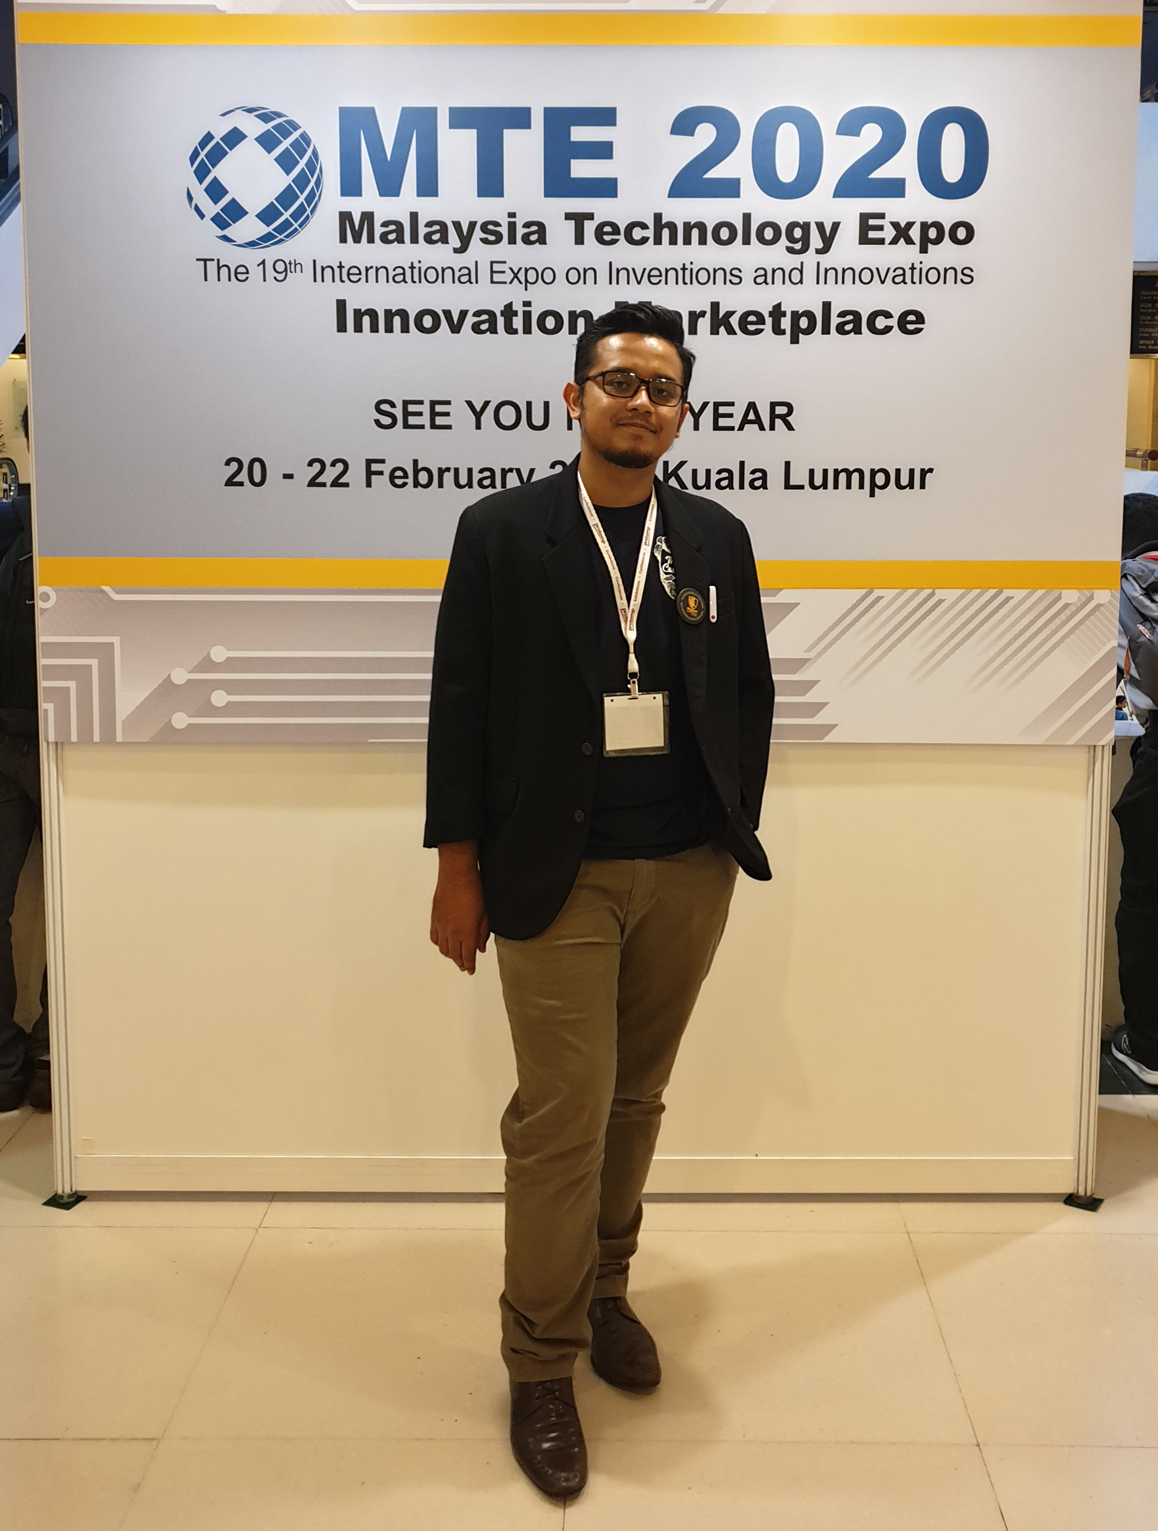 MTE 2020
Malaysia Technology Expo
The 19th International Expo on Inventions and Innovations
Innovation rketplace
SEE YOU YEAR
20 - 22 February Kuala Lumpur